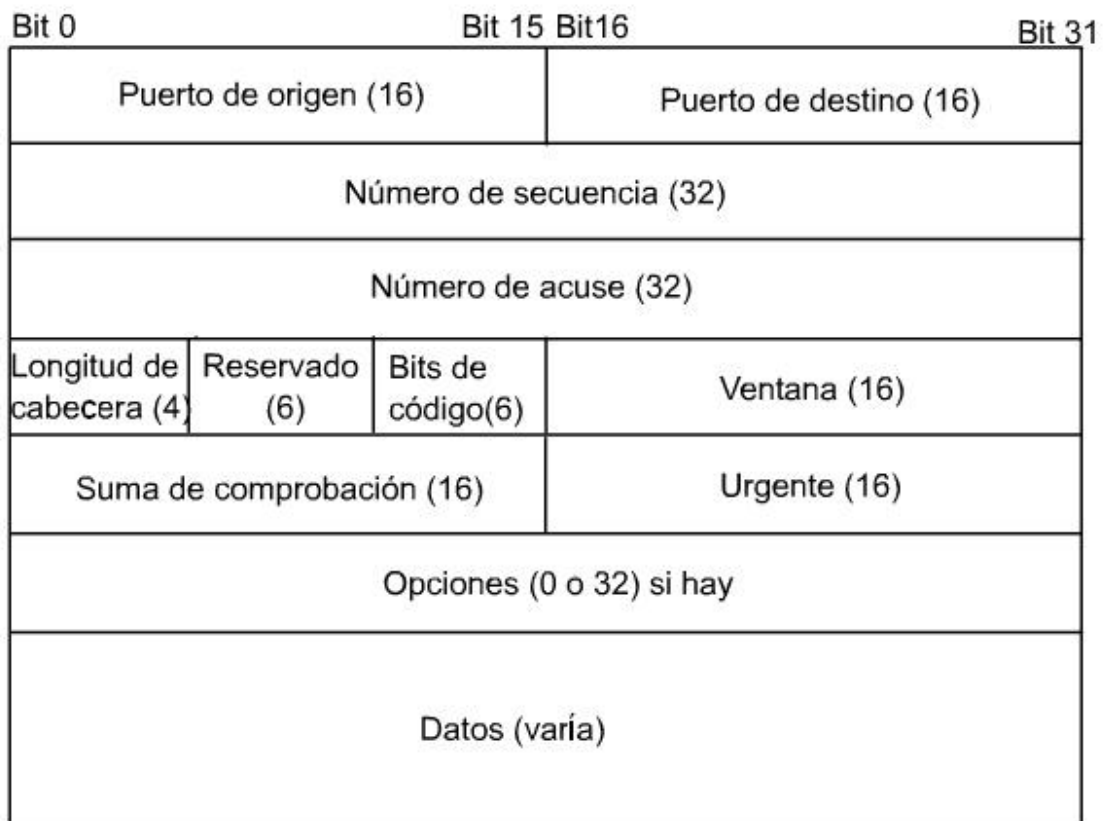 Bit 0 Bit 15 Bit16 Bit 31
Puerto de origen (16) Puerto de destino (16)
Número de secuencia (32)
Número de acuse (32)
Longitud de
cabecera (4)
Reservado
(6)
Bits de
código(6)
Ventana (16)
Suma de comprobación (16) Urgente (16)
Opciones (0 o 32) si hay
Datos (varía)